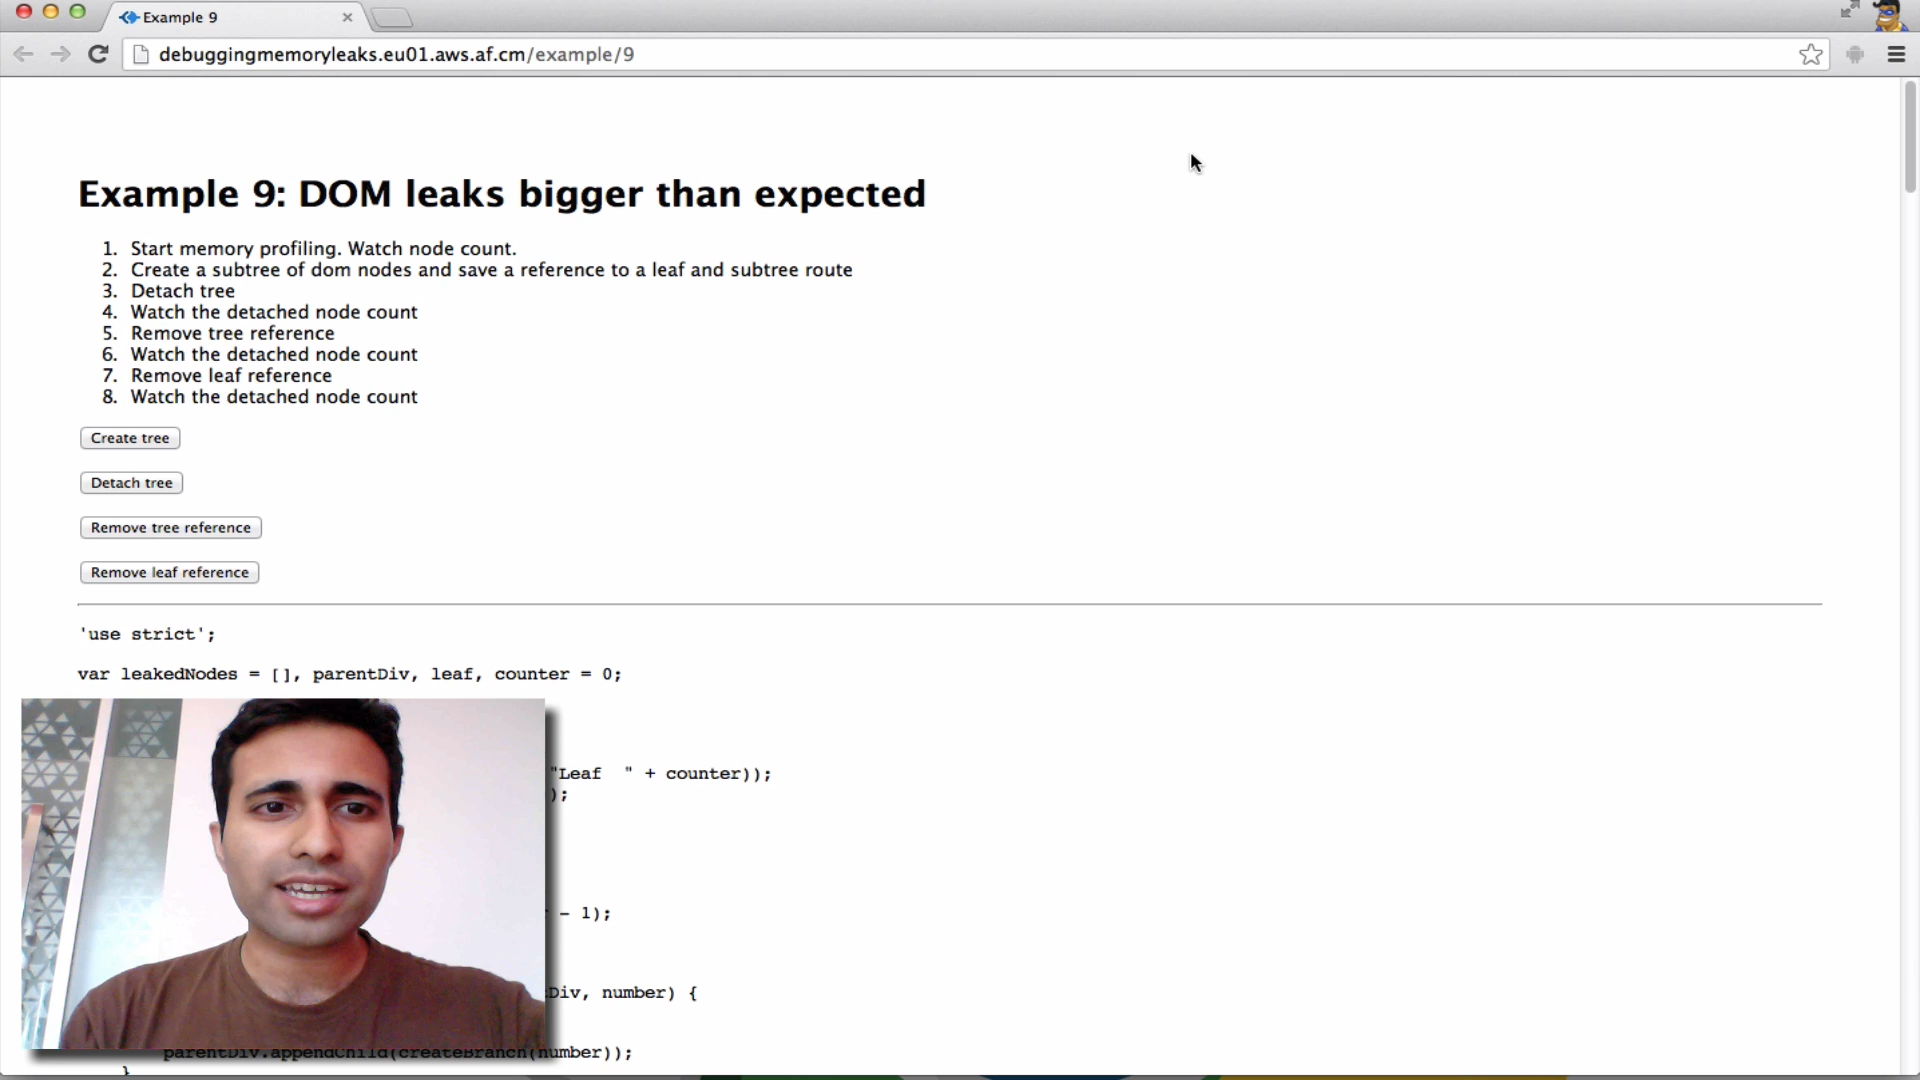 Example 9
debuggingmemoryleaks.eu01.aws.af.cm/example/9
Example 9: DOM leaks bigger than expected
1. Start memory profiling. Watch node count.
2. Create a subtree of dom nodes and save a reference to a leaf and subtree route
3. Detach tree
4. Watch the detached node count
5. Remove tree reference
6. Watch the detached node count
7. Remove leaf reference
8. Watch the detached node count
Create tree
Detach tree
Remove tree reference
Remove leaf reference
'use strict';
var leakedNodes = [], parentDiv, leaf, counter = 0;
"Leaf  " + counter));
);
- 1);
Div, number) {
parentDiv.appendChild(createBranch(number));
}